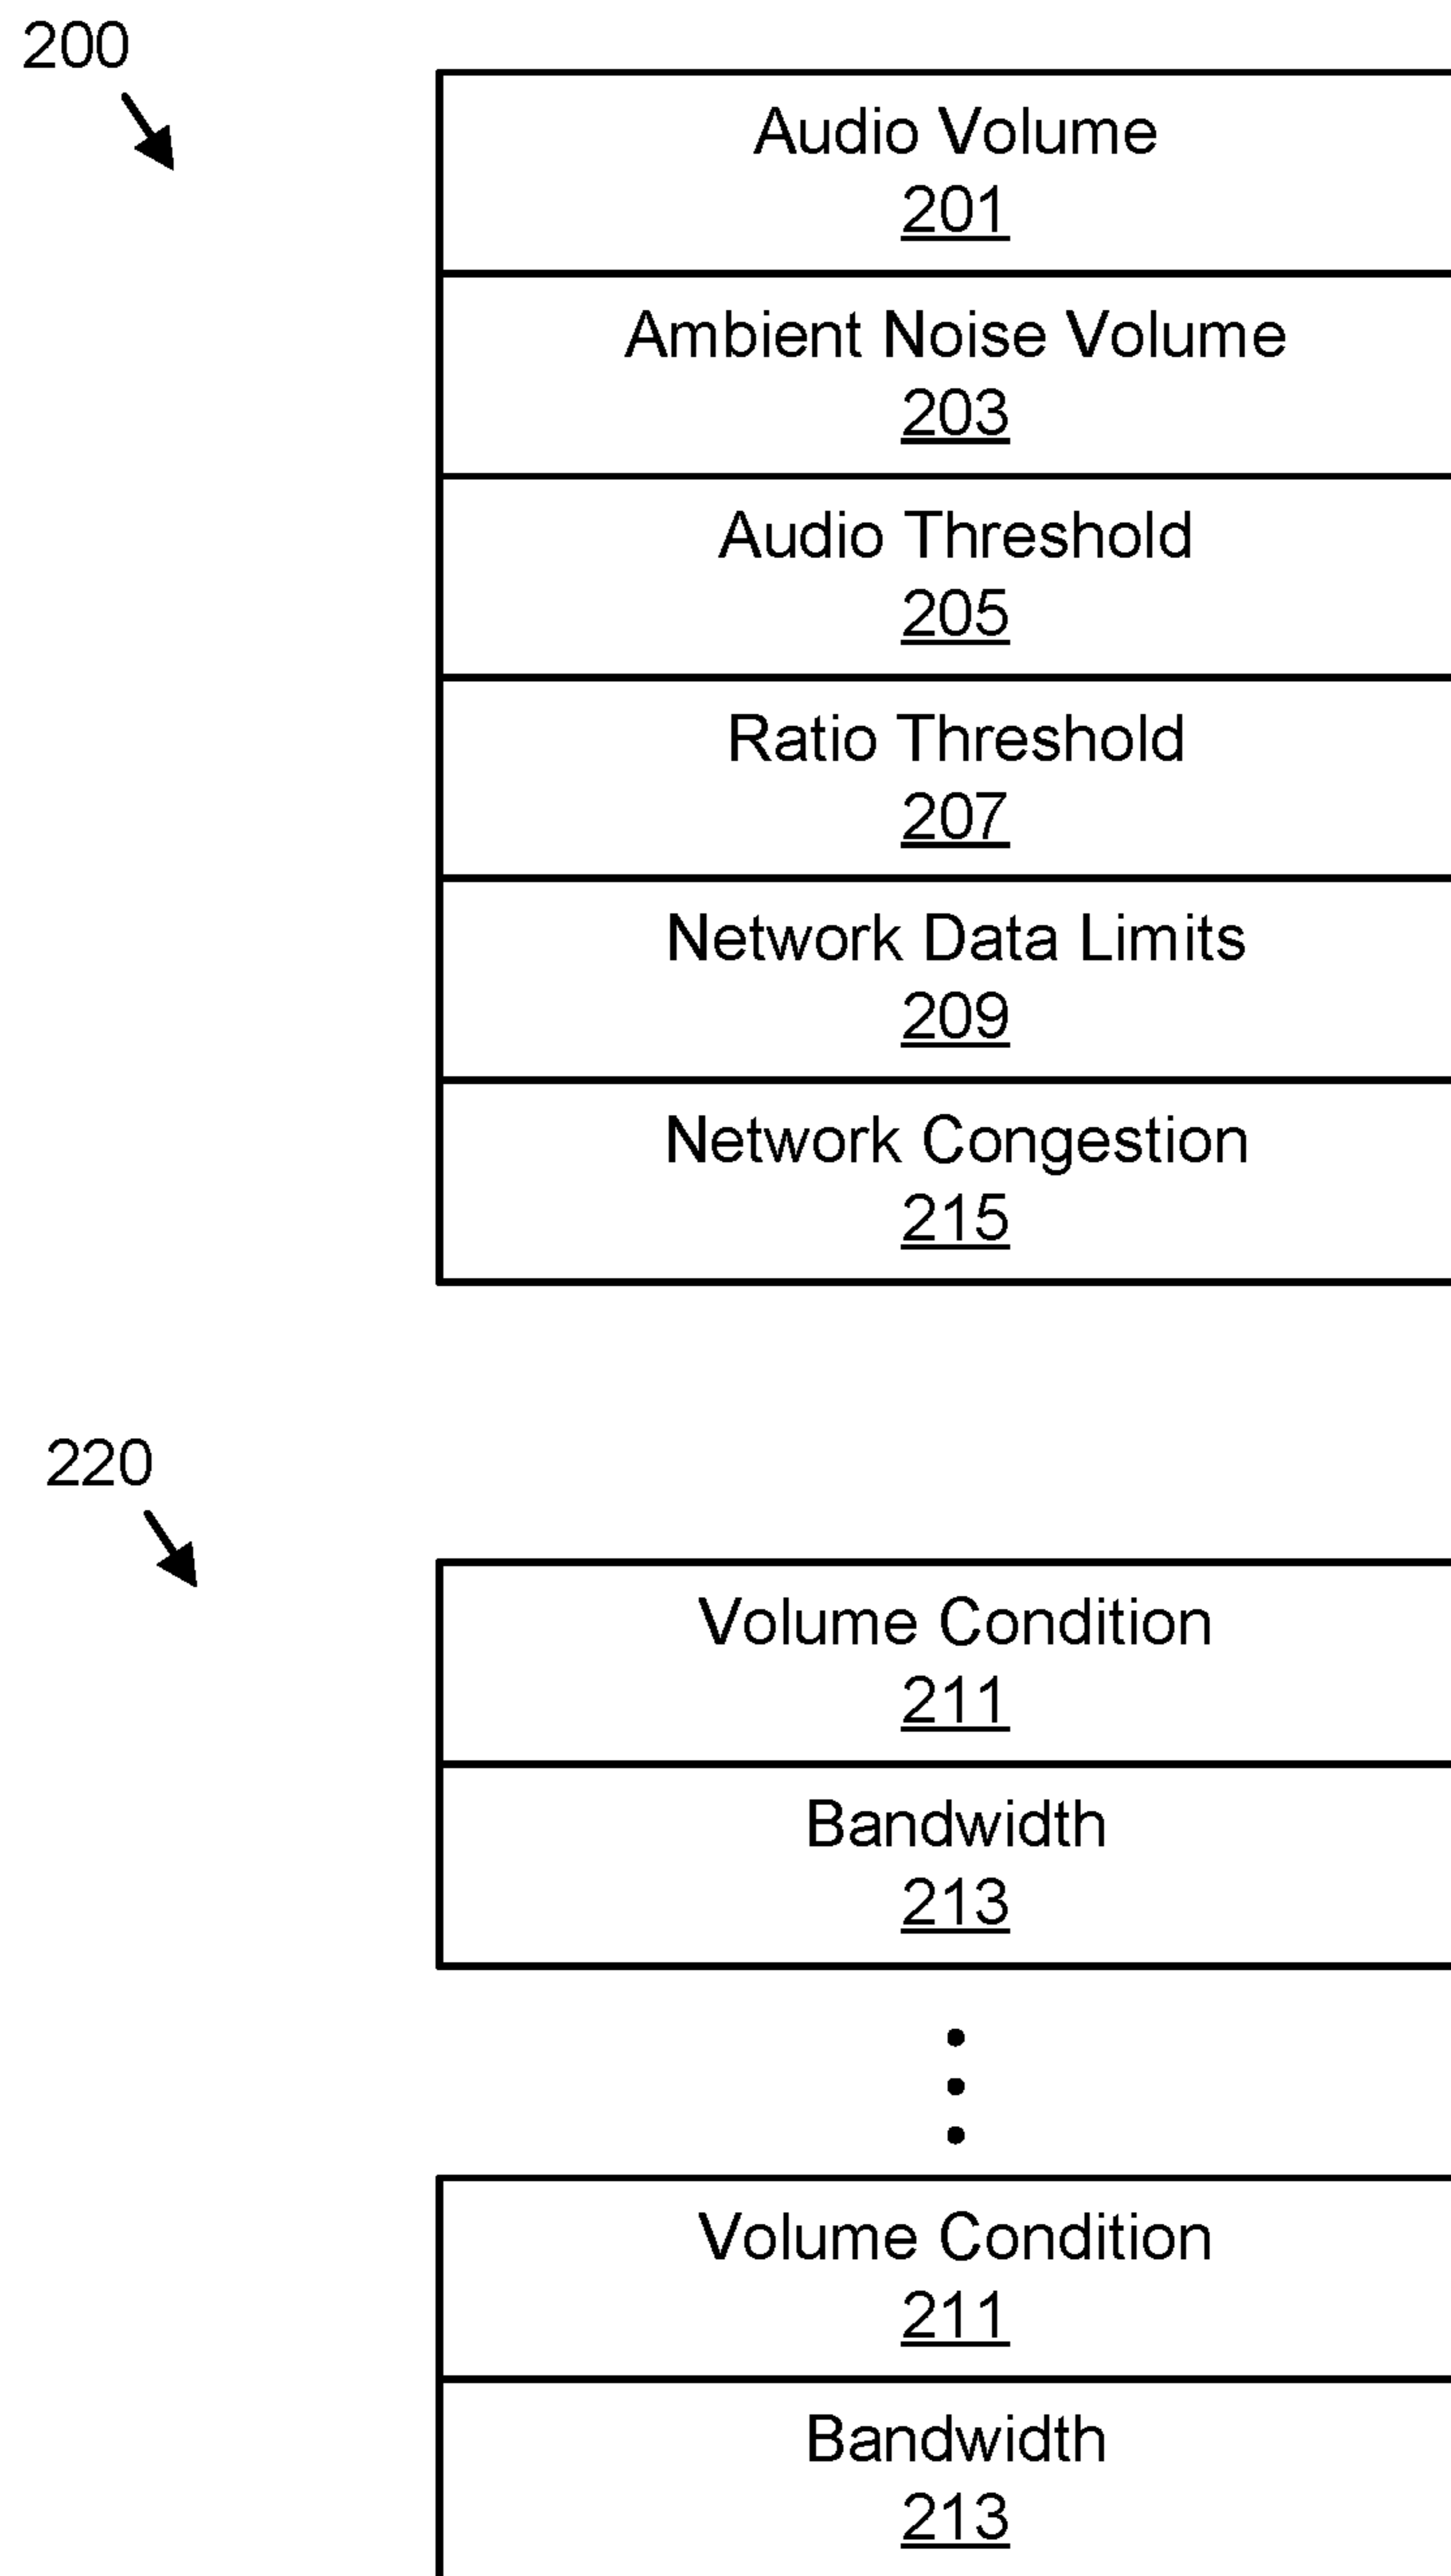 200
Audio Volume
201
Ambient Noise Volume
203
Audio Threshold
205
Ratio Threshold
207
Network Data Limits
209
Network Congestion
215
220
Volume Condition
211
Bandwidth
213
Volume Condition
211
Bandwidth
213